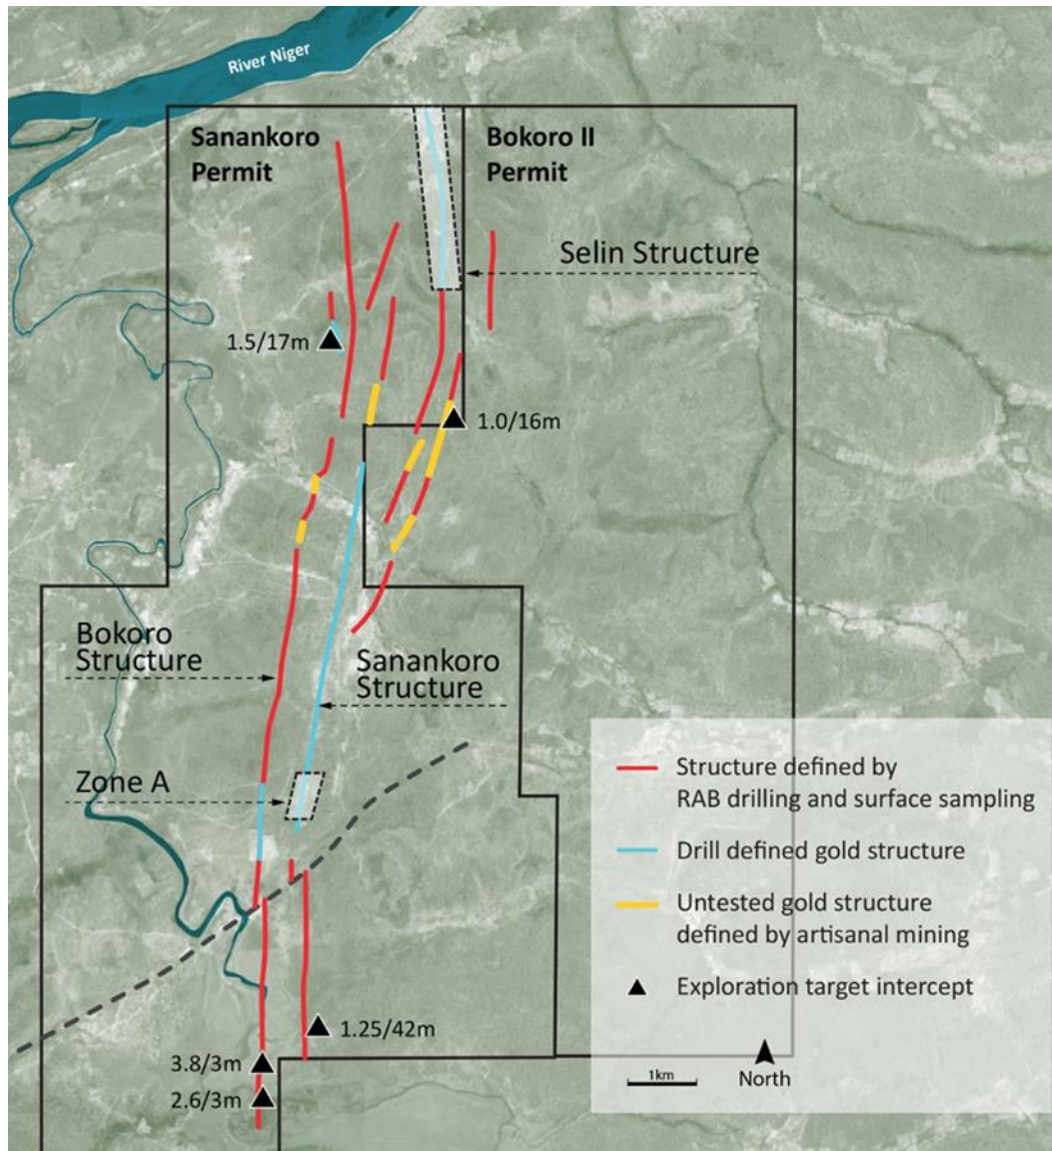 River Niger
Sanankoro
Permit
Bokoro II
Permit
Selin Structure
1.5/17m
1.0/16m
Bokoro
Structure
Sanankoro
Structure
Zone A
Structure defined by
RAB drilling and surface sampling
Drill defined gold structure
Untested gold structure
defined by artisanal mining
Exploration target intercept
1.25/42m
3.8/3m
2.6/3m
1km
North